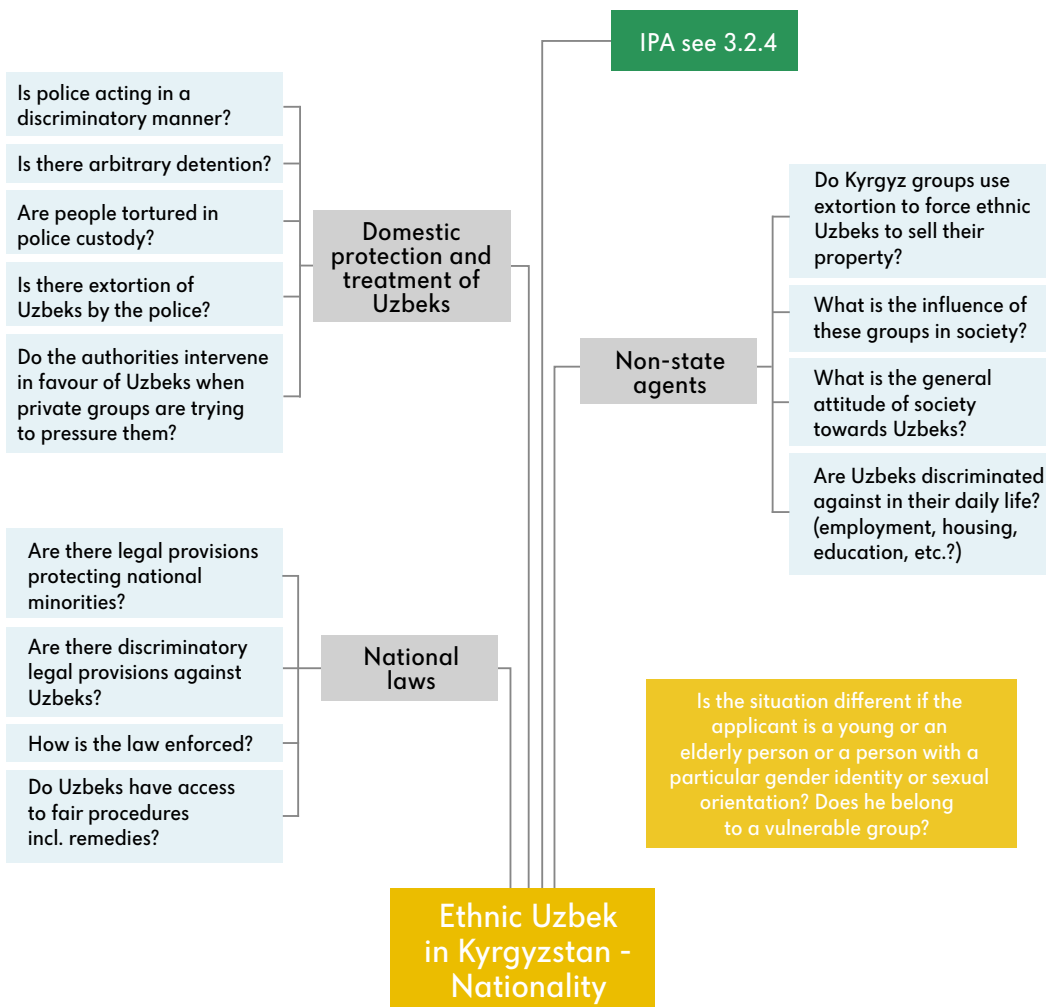 IPA see 3.2.4
Is police acting in a
discriminatory manner?
Is there arbitrary detention?
Are people tortured in
police custody?
Is there extortion of
Uzbeks by the police?
Do the authorities intervene
in favour of Uzbeks when
private groups are trying
to pressure them?
Domestic
protection and
treatment of
Uzbeks
Do Kyrgyz groups use
extortion to force ethnic
Uzbeks to sell their
property?
What is the influence of
these groups in society?
What is the general
attitude of society
towards Uzbeks?
Are Uzbeks discriminated
against in their daily life?
(employment, housing,
education, etc.?)
Non-state
agents
Are there legal provisions
protecting national
minorities?
Are there discriminatory
legal provisions against
Uzbeks?
How is the law enforced?
Do Uzbeks have access
to fair procedures
incl. remedies?
National
laws
Is the situation different if the
applicant is a young or an
elderly person or a person with a
particular gender identity or sexual
orientation? Does he belong
to a vulnerable group?
Ethnic Uzbek
in Kyrgyzstan -
Nationality